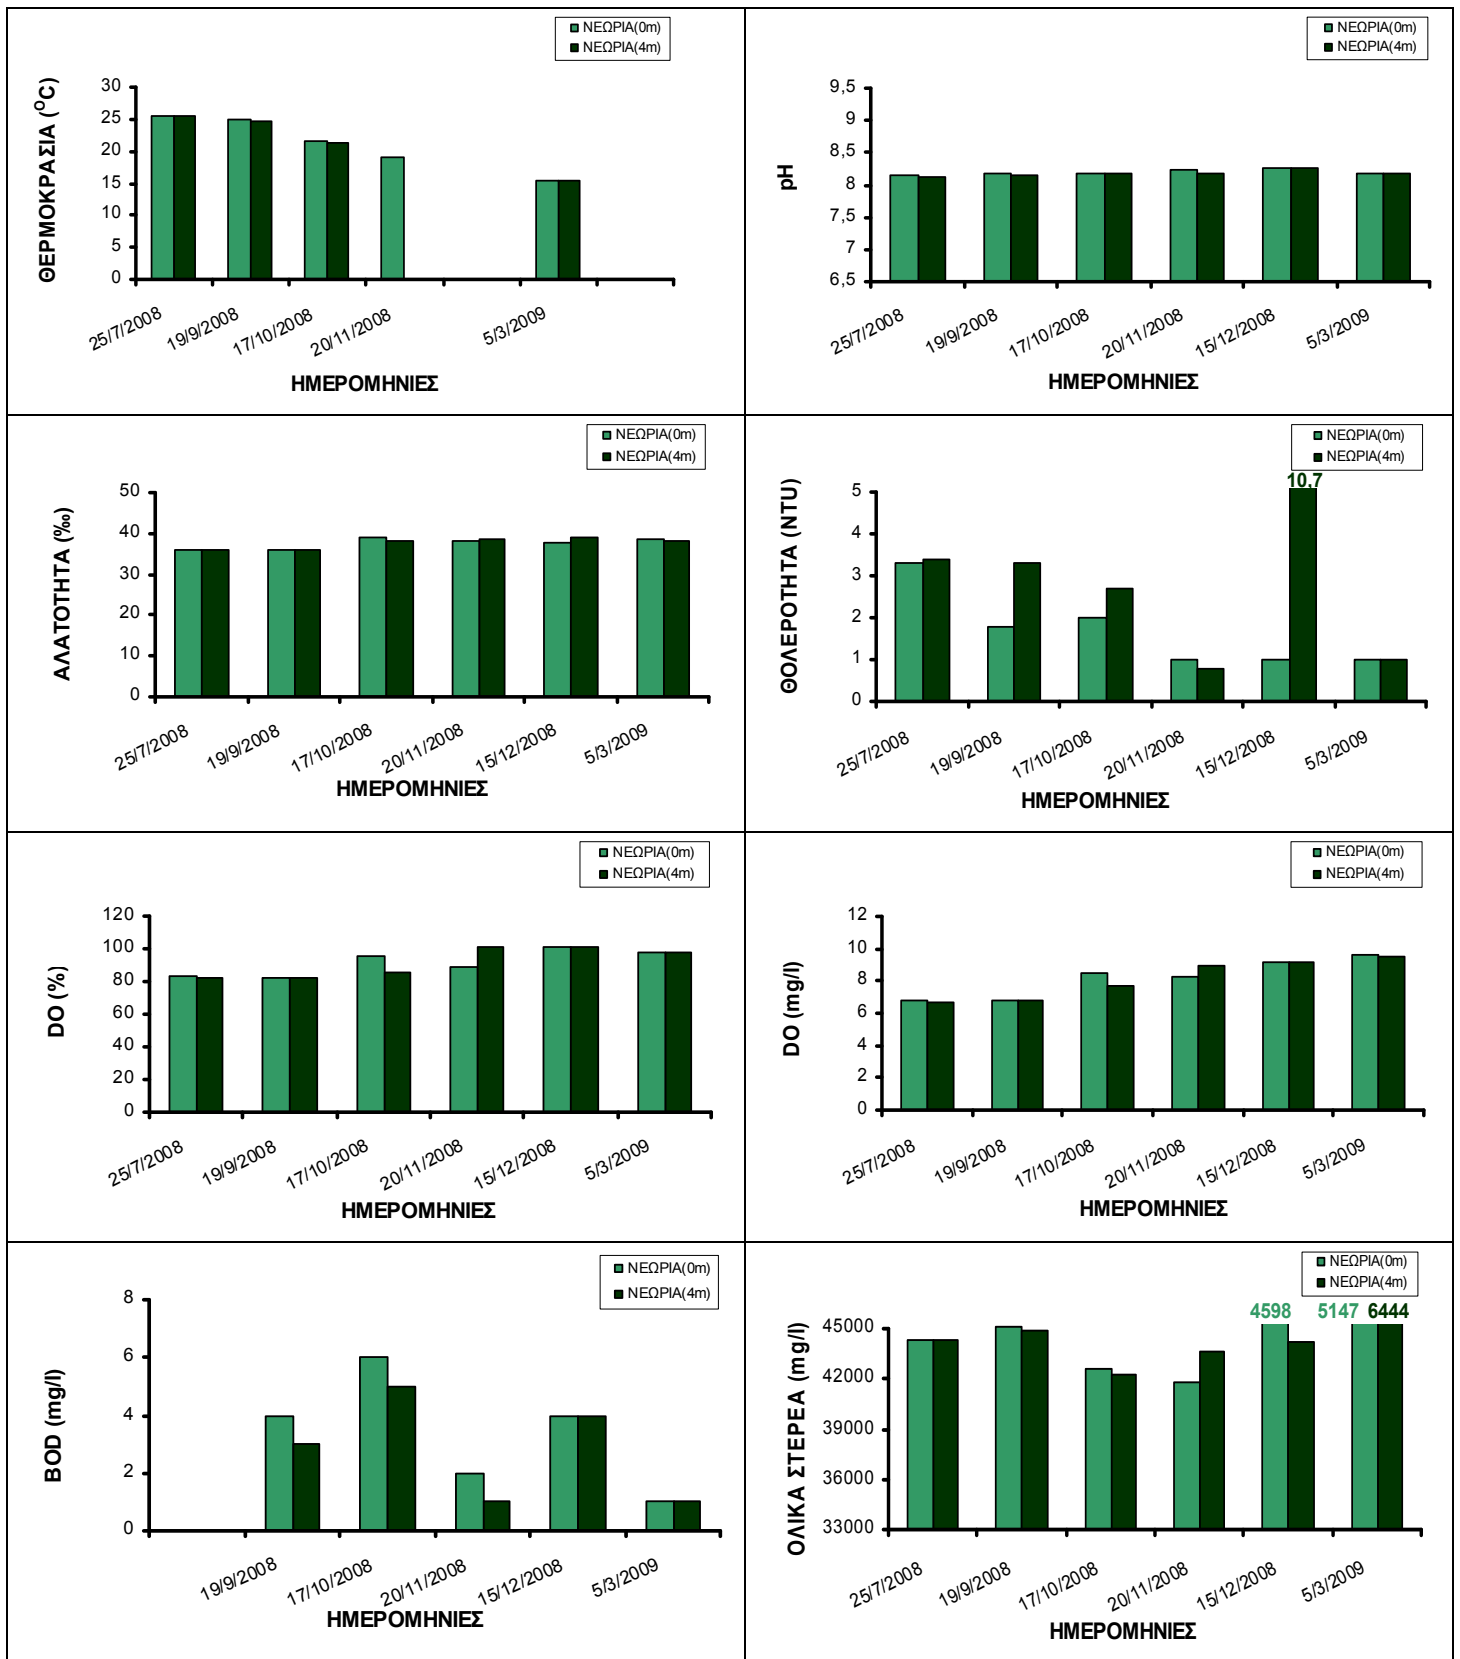 ΝΕΩΡΙΑ(0m)
ΝΕΩΡΙΑ(4m)
ΘΕΡΜΟΚΡΑΣΙΑ (ᴼC)
30
25
20
15
10
5
0
25/7/2008
19/9/2008
17/10/2008
20/11/2008
5/3/2009
ΗΜΕΡΟΜΗΝΙΕΣ
ΝΕΩΡΙΑ(0m)
ΝΕΩΡΙΑ(4m)
pH
9,5
9
8,5
8
7,5
7
6,5
25/7/2008
19/9/2008
17/10/2008
20/11/2008
15/12/2008
5/3/2009
ΗΜΕΡΟΜΗΝΙΕΣ
ΝΕΩΡΙΑ(0m)
ΝΕΩΡΙΑ(4m)
ΑΛΑΤΟΤΗΤΑ (‰)
50
40
30
20
10
0
25/7/2008
19/9/2008
17/10/2008
20/11/2008
15/12/2008
5/3/2009
ΗΜΕΡΟΜΗΝΙΕΣ
ΝΕΩΡΙΑ(0m)
ΝΕΩΡΙΑ(4m)
10,7
ΘΟΛΕΡΟΤΗΤΑ (NTU)
5
4
3
2
1
0
25/7/2008
19/9/2008
17/10/2008
20/11/2008
15/12/2008
5/3/2009
ΗΜΕΡΟΜΗΝΙΕΣ
ΝΕΩΡΙΑ(0m)
ΝΕΩΡΙΑ(4m)
DO (%)
120
100
80
60
40
20
0
25/7/2008
19/9/2008
17/10/2008
20/11/2008
15/12/2008
5/3/2009
ΗΜΕΡΟΜΗΝΙΕΣ
ΝΕΩΡΙΑ(0m)
ΝΕΩΡΙΑ(4m)
DO (mg/l)
12
10
8
6
4
2
0
25/7/2008
19/9/2008
17/10/2008
20/11/2008
15/12/2008
5/3/2009
ΗΜΕΡΟΜΗΝΙΕΣ
ΝΕΩΡΙΑ(0m)
ΝΕΩΡΙΑ(4m)
BOD (mg/l)
8
6
4
2
0
19/9/2008
17/10/2008
20/11/2008
15/12/2008
5/3/2009
ΗΜΕΡΟΜΗΝΙΕΣ
ΝΕΩΡΙΑ(0m)
ΝΕΩΡΙΑ(4m)
4598 5147 6444
ΟΛΙΚΑ ΣΤΕΡΕΑ (mg/l)
45000
42000
39000
36000
33000
25/7/2008
19/9/2008
17/10/2008
20/11/2008
15/12/2008
5/3/2009
ΗΜΕΡΟΜΗΝΙΕΣ